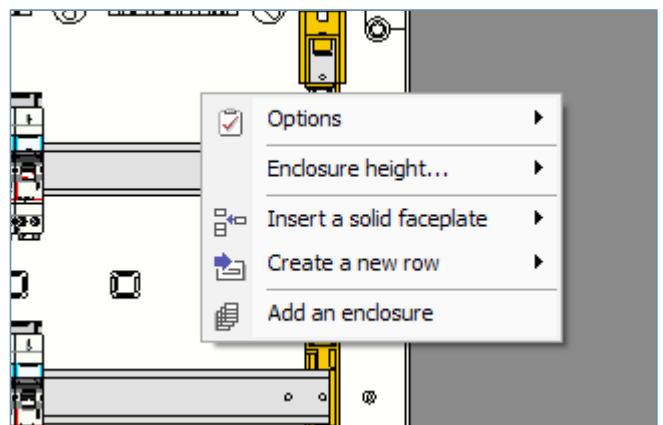 Options
Enclosure height...
Insert a solid faceplate
Create a new row
Add an enclosure